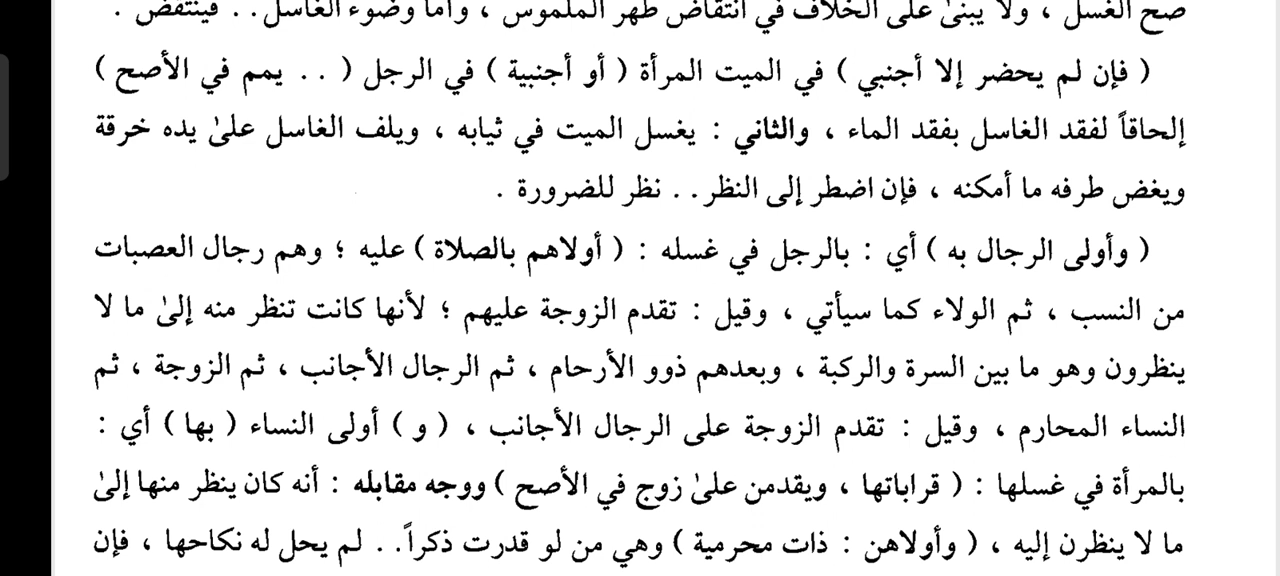 صح الغسل ، ولا يبنىٰ على الخلاف في انتقاض طهر الملموس ، وأما وضوء الغاسل . . فينتقض .
( فإن لم يحضر إلا أجنبي ) في الميت المرأة ( أو أجنبية ) في الرجل ( . . يمم في الأصح )
إلحاقاً لفقد الغاسل بفقد الماء ، والثاني : يغسل الميت في ثيابه ، ويلف الغاسل علىٰ يده خرقة
ويغض طرفه ما أمكنه ، فإن اضطر إلى النظر . . نظر للضرورة .
( وأولى الرجال به ) أي : بالرجل في غسله : ( أولاهم بالصلاة ) عليه ؛ وهم رجال العصبات
من النسب ، ثم الولاء كما سيأتي ، وقيل : تقدم الزوجة عليهم ؛ لأنها كانت تنظر منه إلىٰ ما لا
ينظرون وهو ما بين السرة والركبة ، وبعدهم ذوو الأرحام ، ثم الرجال الأجانب ، ثم الزوجة ، ثم
النساء المحارم ، وقيل : تقدم الزوجة على الرجال الأجانب ، ( و ) أولى النساء ( بها ) أي :
بالمرأة في غسلها : ( قراباتها ، ويقدمن علىٰ زوج في الأصح ) ووجه مقابله : أنه كان ينظر منها إلىٰ
ما لا ينظرن إليه ، ( وأولاهن : ذات محرمية ) وهي من لو قدرت ذكراً . . لم يحل له نكاحها ، فإن